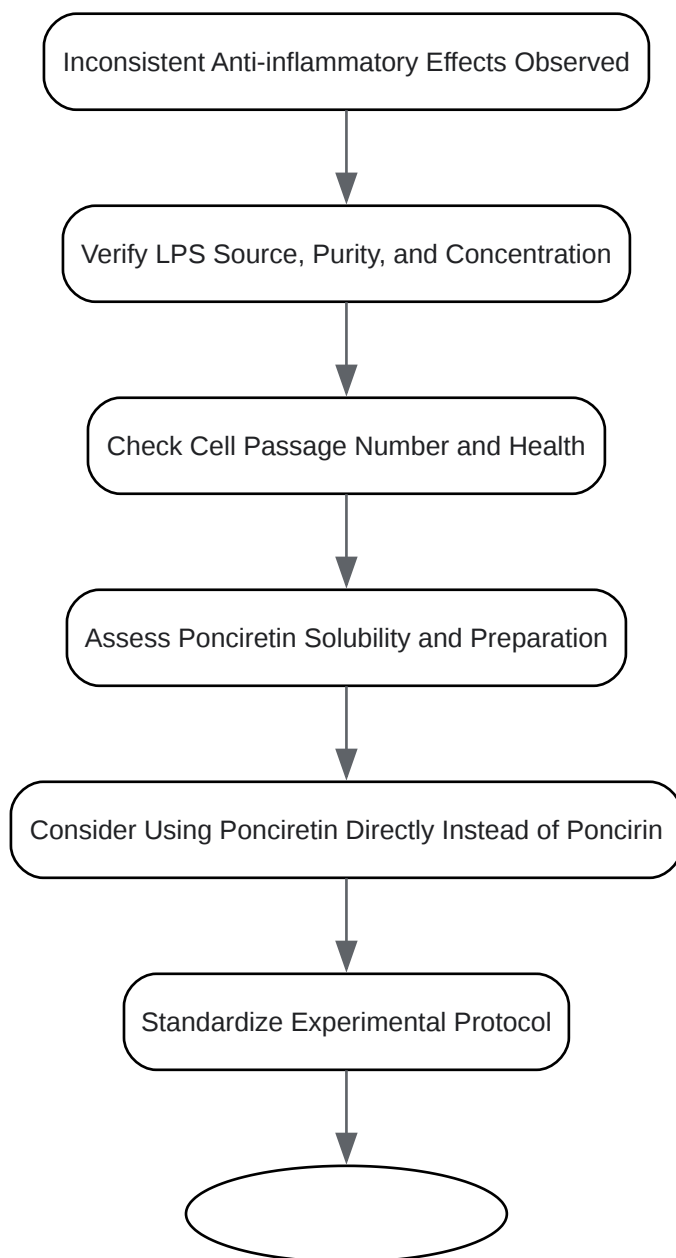 Inconsistent Anti-inflammatory Effects Observed
Verify LPS Source, Purity, and Concentration
Check Cell Passage Number and Health
Assess Ponciretin Solubility and Preparation
Consider Using Ponciretin Directly Instead of Poncirin
Standardize Experimental Protocol